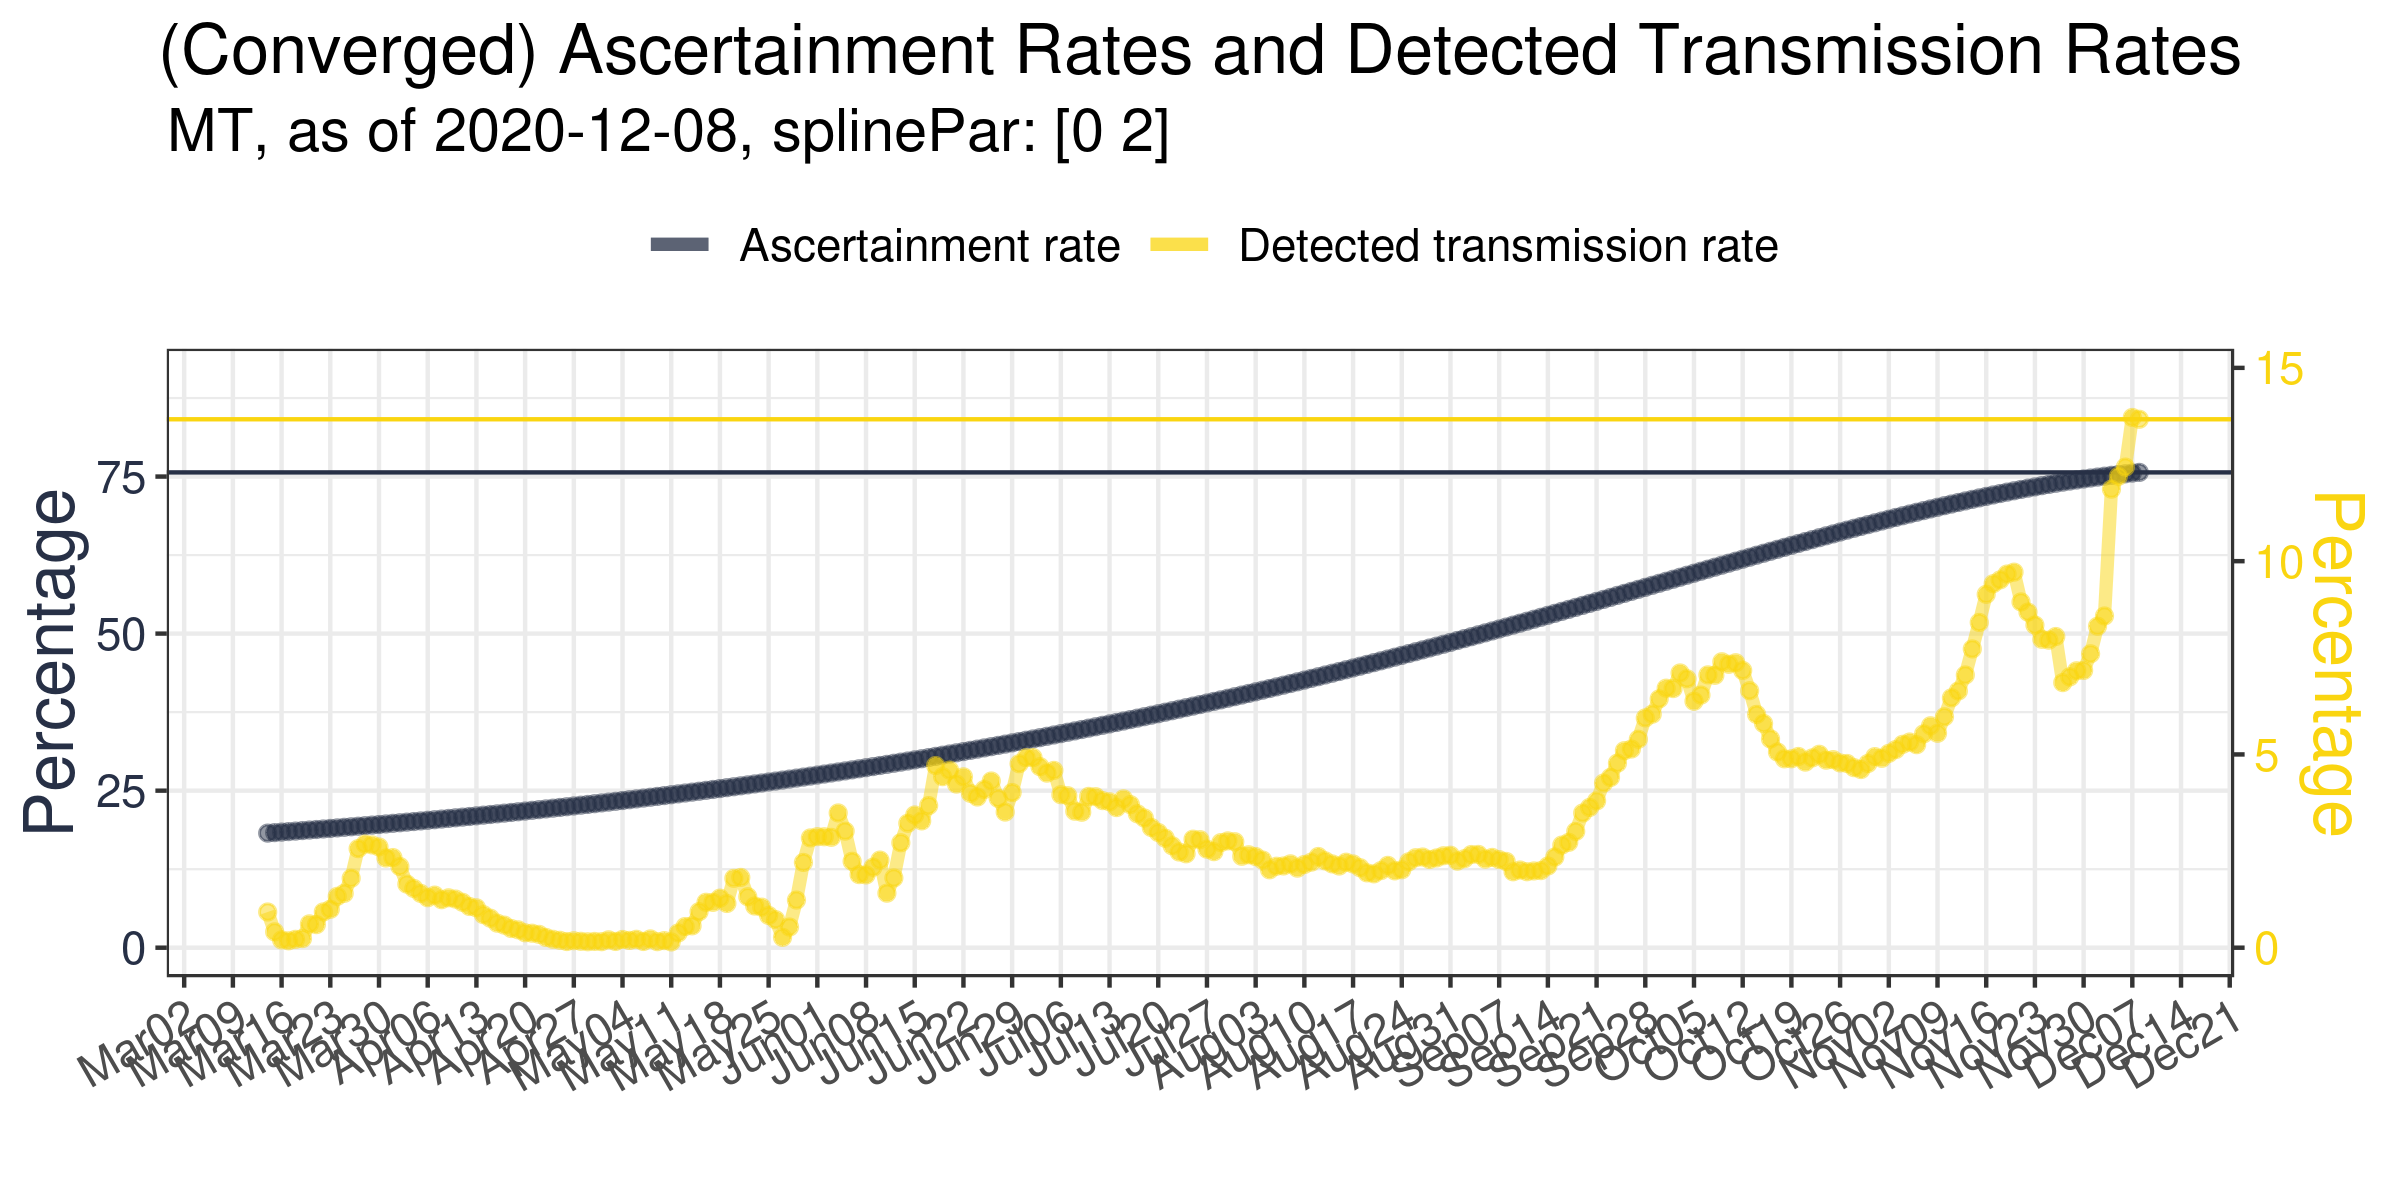 (Converged) Ascertainment Rates and Detected Transmission Rates
MT, as of 2020-12-08, splinePar: [0 2]
Ascertainment rate
Detected transmission rate
Percentage
75
50
25
0
15
10
5
0
Percentage
Mar02
Mar09
Mar16
Mar23
Mar30
Apr06
Apr13
Apr20
Apr27
May04
May11
May18
May25
Jun01
Jun08
Jun15
Jun22
Jun29
Jul06
Jul13
Jul20
Jul27
Aug03
Aug10
Aug17
Aug24
Aug31
Sep07
Sep14
Sep21
Sep28
Oct05
Oct12
Oct19
Oct26
Nov02
Nov09
Nov16
Nov23
Nov30
Dec07
Dec14
Dec21